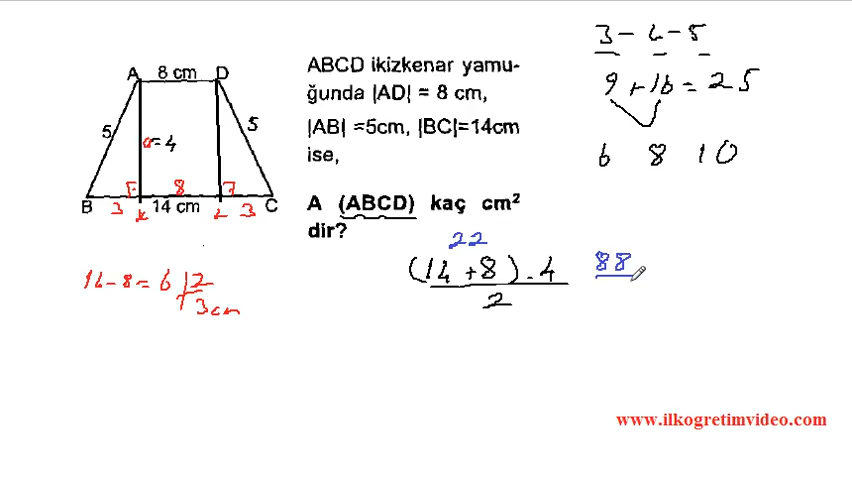 3 - 4 - 5
9 + 16 = 25
6 8 10
A 8 cm D
5 5
a = 4
8
B C
3 K 14 cm L 3
ABCD ikizkenar yamu-
ğunda |AD| = 8 cm,
|AB| =5cm, |BC|=14cm
ise,
A (ABCD) kaç cm²
dir?
22
(14 + 8) . 4
2
88
14 - 8 = 6 2
3cm
www.ilkogretimvideo.com